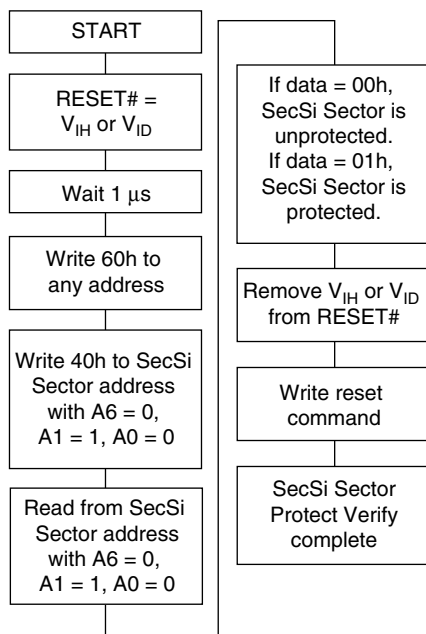 START
RESET# =
V_IH or V_ID
Wait 1 μs
Write 60h to
any address
Write 40h to SecSi
Sector address
with A6 = 0,
A1 = 1, A0 = 0
Read from SecSi
Sector address
with A6 = 0,
A1 = 1, A0 = 0
If data = 00h,
SecSi Sector is
unprotected.
If data = 01h,
SecSi Sector is
protected.
Remove V_IH or V_ID
from RESET#
Write reset
command
SecSi Sector
Protect Verify
complete